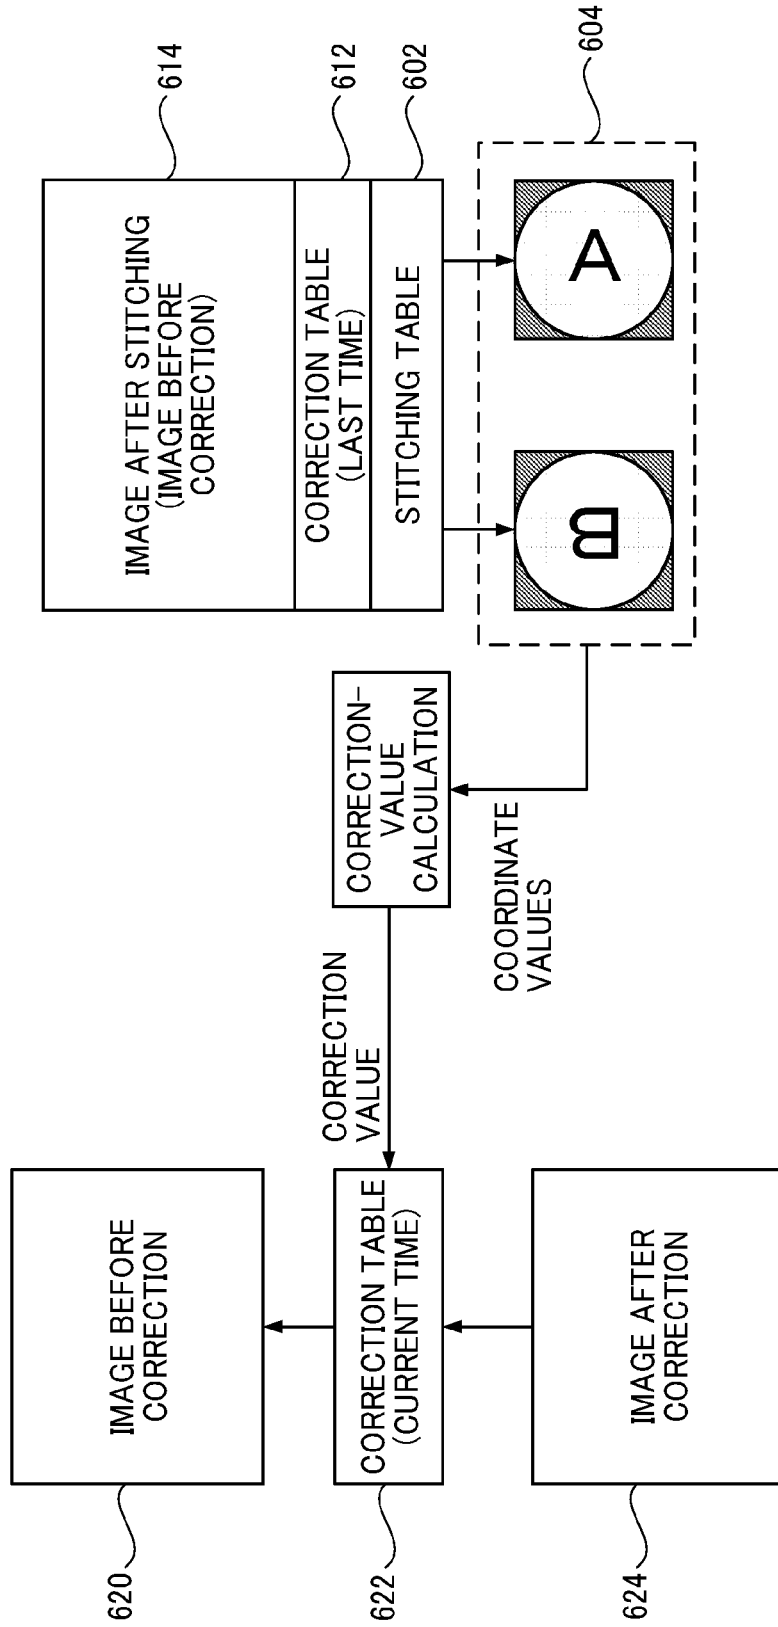 620
IMAGE BEFORE
CORRECTION
622
CORRECTION TABLE
(CURRENT TIME)
624
IMAGE AFTER
CORRECTION
CORRECTION
VALUE
CORRECTION-
VALUE
CALCULATION
COORDINATE
VALUES
IMAGE AFTER STITCHING
(IMAGE BEFORE
CORRECTION)
614
CORRECTION TABLE
(LAST TIME)
612
STITCHING TABLE
602
B
A
604